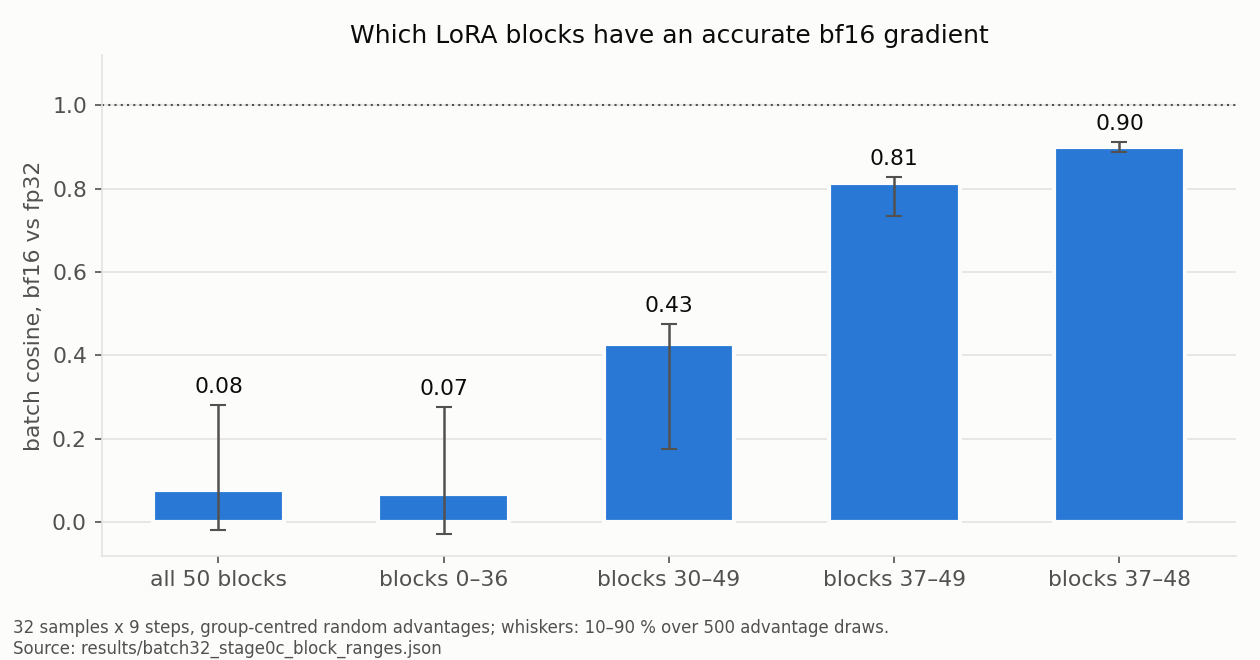 Which LoRA blocks have an accurate bf16 gradient
batch cosine, bf16 vs fp32
1.0
0.8
0.6
0.4
0.2
0.0
0.08
0.07
0.43
0.81
0.90
all 50 blocks
blocks 0–36
blocks 30–49
blocks 37–49
blocks 37–48
32 samples x 9 steps, group-centred random advantages; whiskers: 10–90 % over 500 advantage draws.
Source: results/batch32_stage0c_block_ranges.json